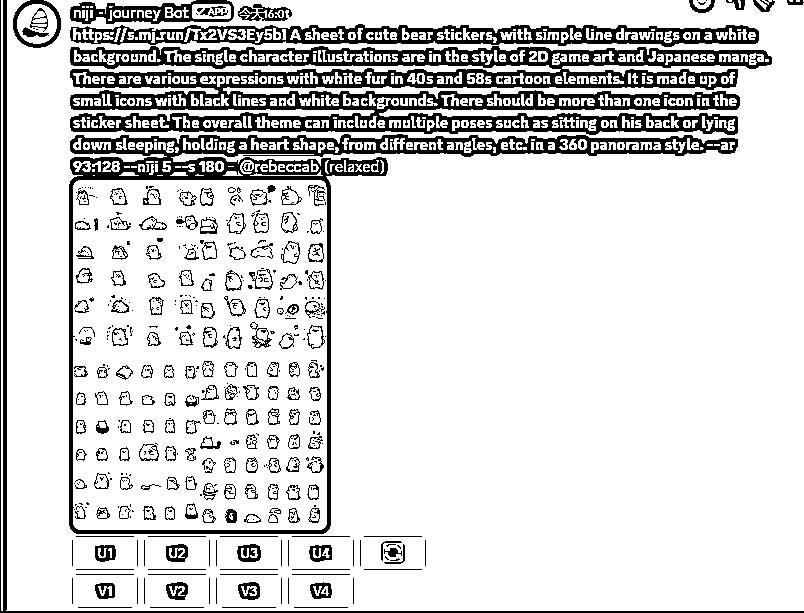 niji - journey Bot ✓ APP 今天16:01
https://s.mj.run/Tx2VS3Ey5bI A sheet of cute bear stickers, with simple line drawings on a white
background. The single character illustrations are in the style of 2D game art and Japanese manga.
There are various expressions with white fur in 40s and 58s cartoon elements. It is made up of
small icons with black lines and white backgrounds. There should be more than one icon in the
sticker sheet. The overall theme can include multiple poses such as sitting on his back or lying
down sleeping, holding a heart shape, from different angles, etc. in a 360 panorama style. --ar
93:128 --niji 5 --s 180 - @rebeccab (relaxed)
U1 U2 U3 U4
V1 V2 V3 V4